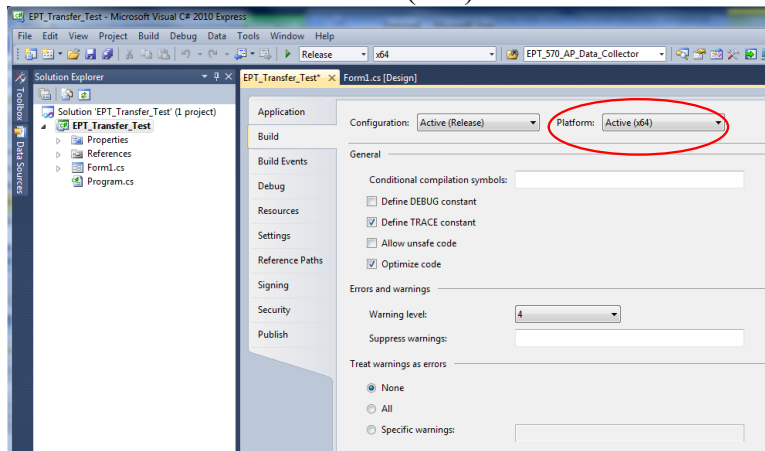 EPT_Transfer_Test - Microsoft Visual C# 2010 Express
File Edit View Project Build Debug Data Tools Window Help
Release x64 EPT_570_AP_Data_Collector
Solution Explorer
EPT_Transfer_Test* Form1.cs [Design]
Toolbox
Data Sources
Solution 'EPT_Transfer_Test' (1 project)
EPT_Transfer_Test
Properties
References
Form1.cs
Program.cs
Application
Build
Build Events
Debug
Resources
Settings
Reference Paths
Signing
Security
Publish
Configuration: Active (Release) Platform: Active (x64)
General
Conditional compilation symbols:
Define DEBUG constant
Define TRACE constant
Allow unsafe code
Optimize code
Errors and warnings
Warning level: 4
Suppress warnings:
Treat warnings as errors
None
All
Specific warnings: